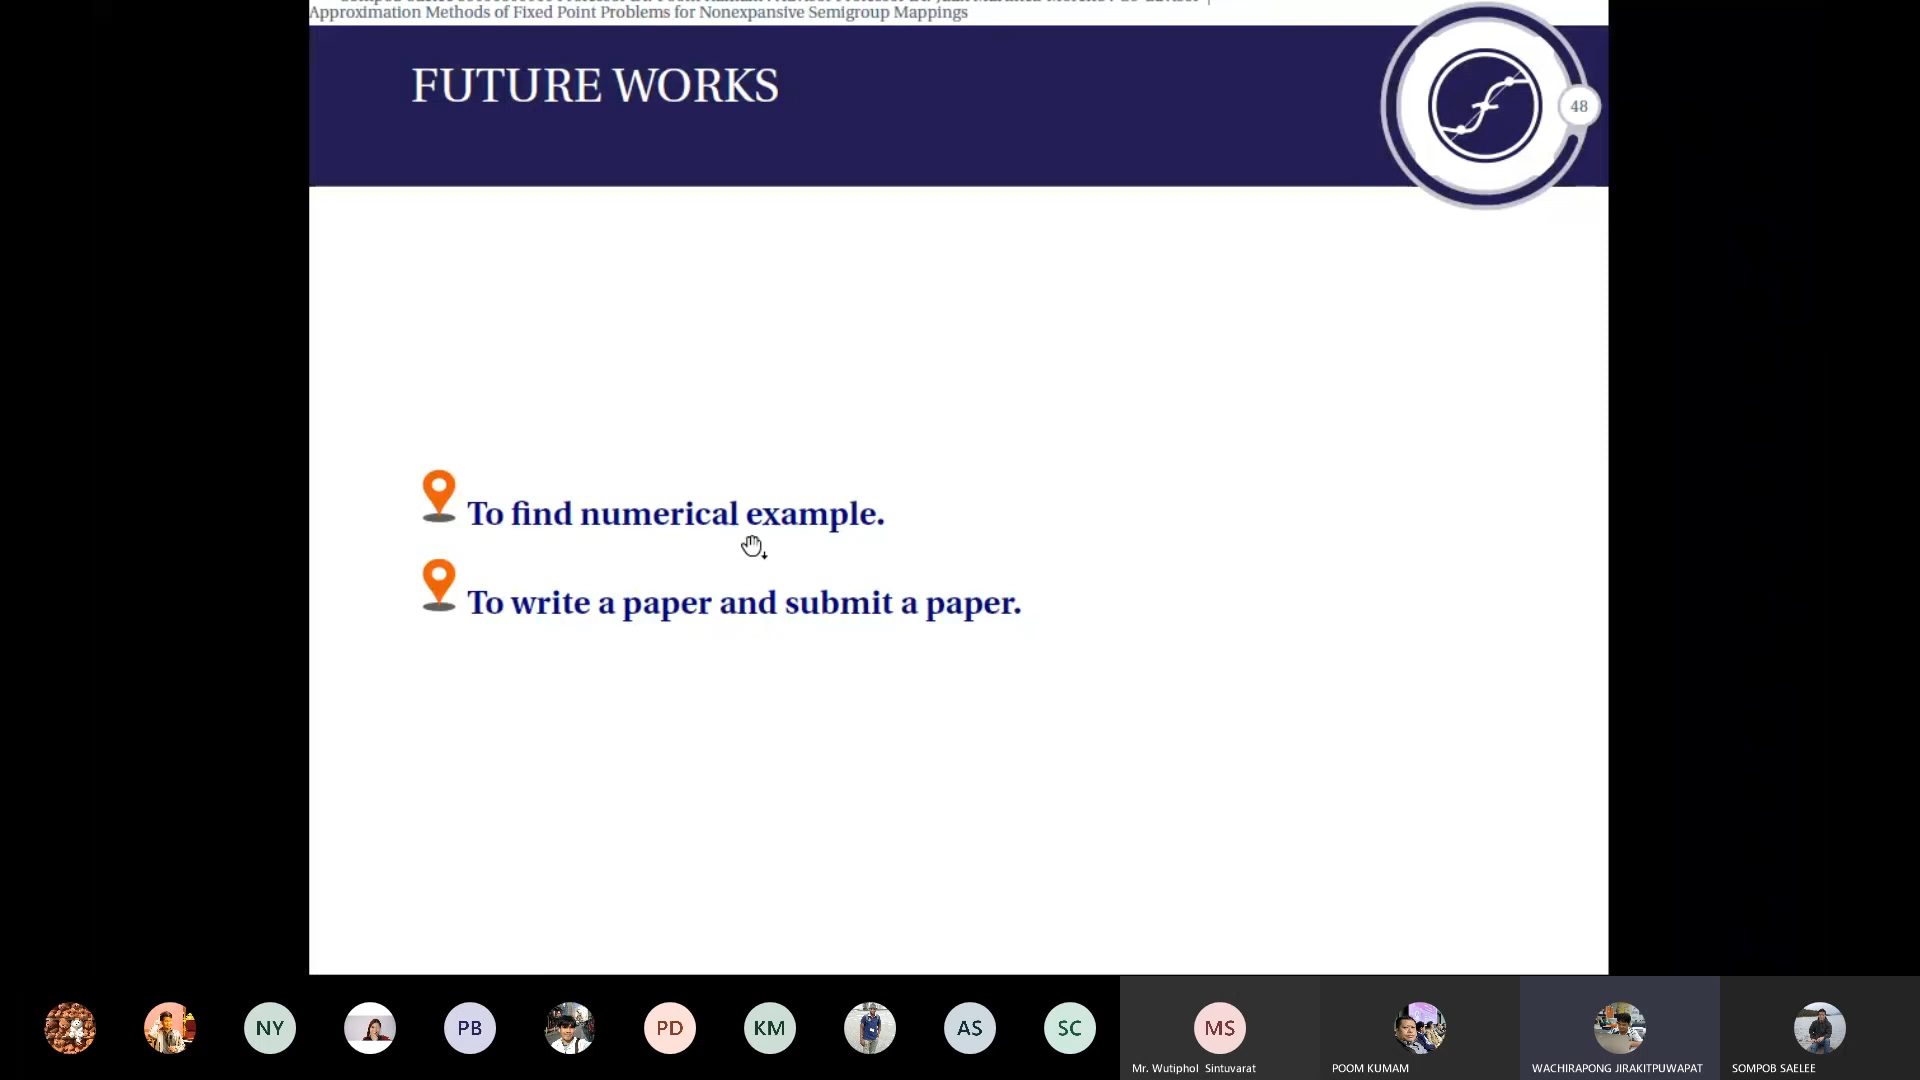 Approximation Methods of Fixed Point Problems for Nonexpansive Semigroup Mappings
FUTURE WORKS
48
To find numerical example.
To write a paper and submit a paper.
NY
PB
PD
KM
AS
SC
MS
Mr. Wutiphol Sintuvarat
POOM KUMAM
WACHIRAPONG JIRAKITPUWAPAT
SOMPOB SAELEE